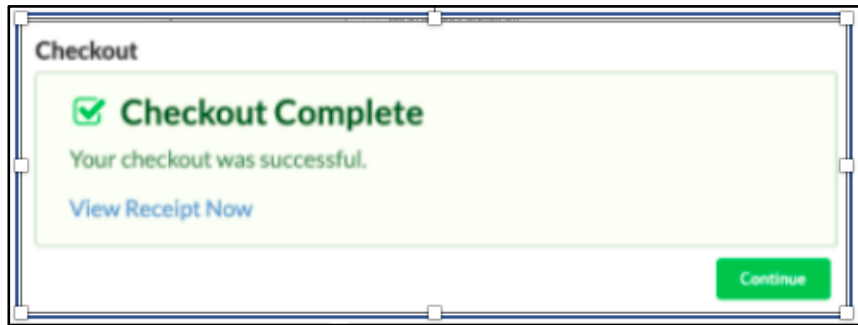 Checkout
Checkout Complete
Your checkout was successful.
View Receipt Now
Continue